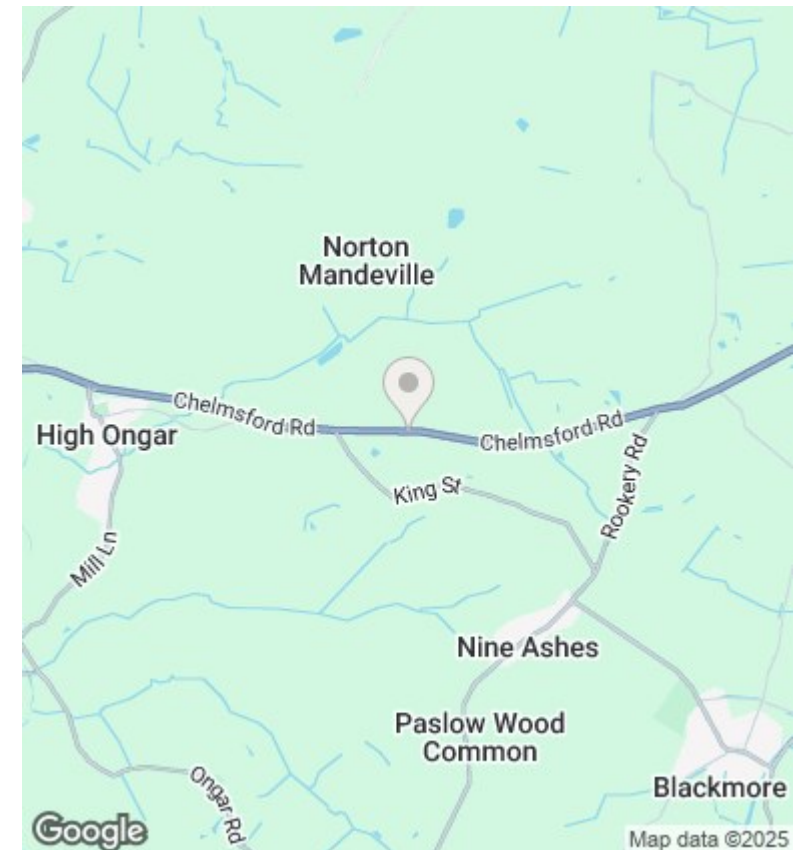 Norton
Mandeville
Chelmsford Rd
High Ongar
Chelmsford Rd
King St
Rookery Rd
Mill Ln
Nine Ashes
Paslow Wood
Common
Ongar Rd
Blackmore
Google
Map data ©2025